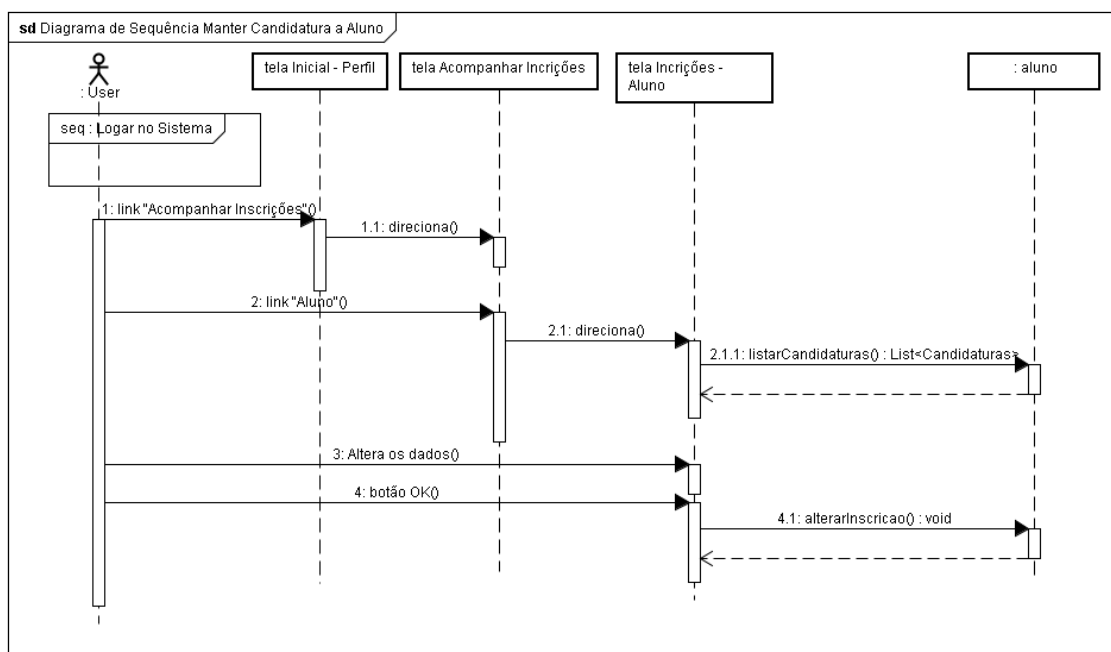 sd Diagrama de Sequência Manter Candidatura a Aluno
: User
tela Inicial - Perfil
tela Acompanhar Incrições
tela Incrições -
Aluno
: aluno
seq : Logar no Sistema
1: link "Acompanhar Inscrições"()
1.1: direciona()
2: link "Aluno"()
2.1: direciona()
2.1.1: listarCandidaturas() : List<Candidaturas>
3: Altera os dados()
4: botão OK()
4.1: alterarInscricao() : void